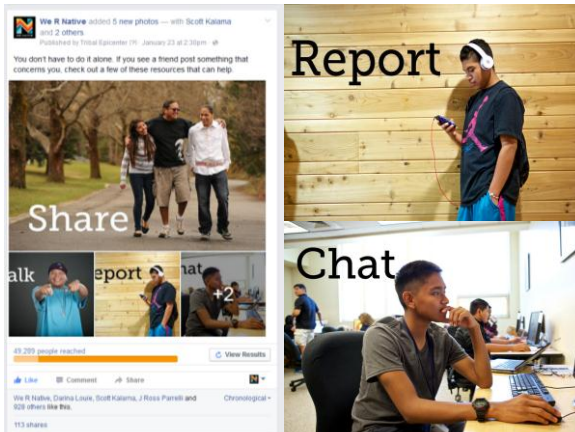 We R Native added 5 new photos — with Scott Kalama
and 2 others
Published by Tribal Epicenter · January 23 at 2:30pm
You don't have to do it alone. If you see a friend post something that
concerns you, check out a few of these resources that can help.
Share
alk
eport
hat
+2
49,289 people reached
View Results
Like Comment Share
We R Native, Darina Louie, Scott Kalama, J Ross Parrelli and
928 others like this.
Chronological
113 shares
Report
Chat